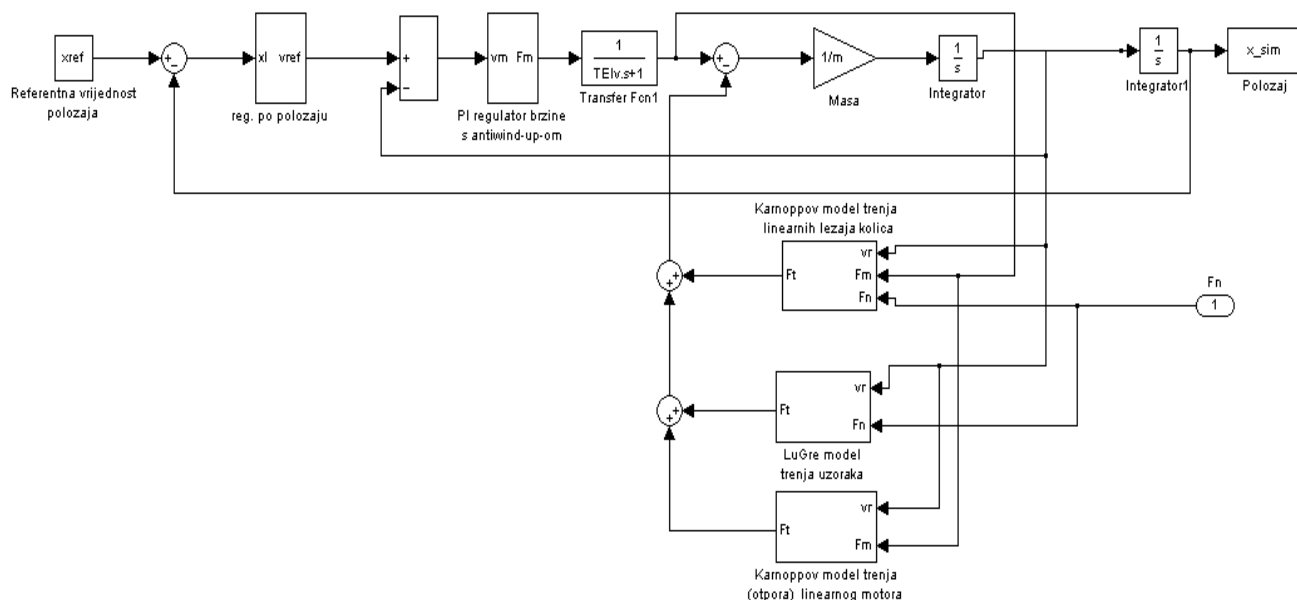 xref
Referentna vrijednost
polozaja
+
−
xl vref
reg. po polozaju
+
−
vm Fm
PI regulator brzine
s antiwind-up-om
1
TElv.s+1
Transfer Fcn1
+
−
1/m
Masa
1
s
Integrator
1
s
Integrator1
x_sim
Polozaj
Karnoppov model trenja
linearnih lezaja kolica
vr
Ft Fm
Fn
+
+
Fn
1
vr
Ft
Fn
+
+
LuGre model
trenja uzoraka
vr
Ft
Fm
Karnoppov model trenja
(otpora) linearnog motora